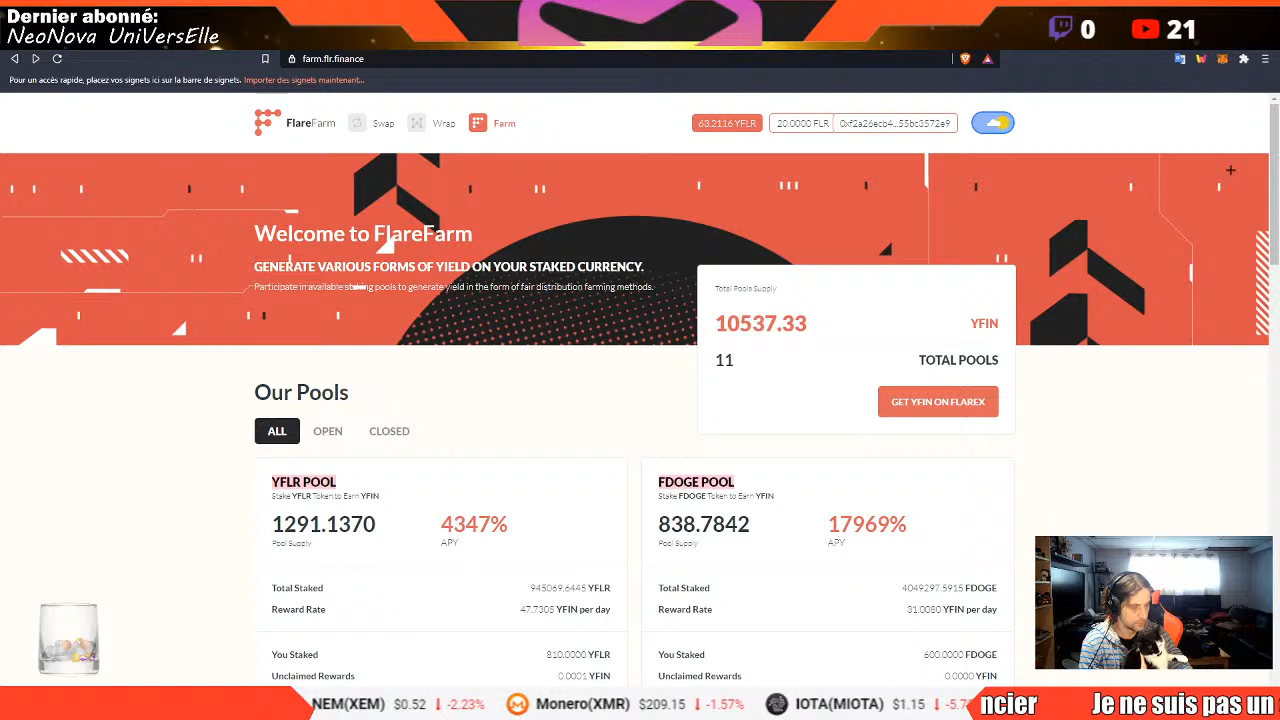 Dernier abonné:
NeoNova UniVersElle
0
21
farm.flr.finance
Pour un accès rapide, placez vos signets ici sur la barre de signets. Importer des signets maintenant...
FlareFarm
Swap
Wrap
Farm
63.2116 YFLR
20.0000 FLR
0xf2a26ecb4...55bc3572e9
Welcome to FlareFarm
GENERATE VARIOUS FORMS OF YIELD ON YOUR STAKED CURRENCY.
Participate in available staking pools to generate yield in the form of fair distribution farming methods.
Total Pools Supply
10537.33 YFIN
11 TOTAL POOLS
GET YFIN ON FLAREX
Our Pools
ALL
OPEN
CLOSED
YFLR POOL
Stake YFLR Token to Earn YFIN
1291.1370 4347%
Pool Supply APY
Total Staked 945069.6445 YFLR
Reward Rate 47.7305 YFIN per day
You Staked 810.0000 YFLR
Unclaimed Rewards 0.0001 YFIN
FDOGE POOL
Stake FDOGE Token to Earn YFIN
838.7842 17969%
Pool Supply APY
Total Staked 4049297.5915 FDOGE
Reward Rate 31.0080 YFIN per day
You Staked 600.0000 FDOGE
Unclaimed Rewards 0.0000 YFIN
NEM(XEM) $0.52 -2.23% Monero(XMR) $209.15 -1.57% IOTA(MIOTA) $1.15
ncier Je ne suis pas un